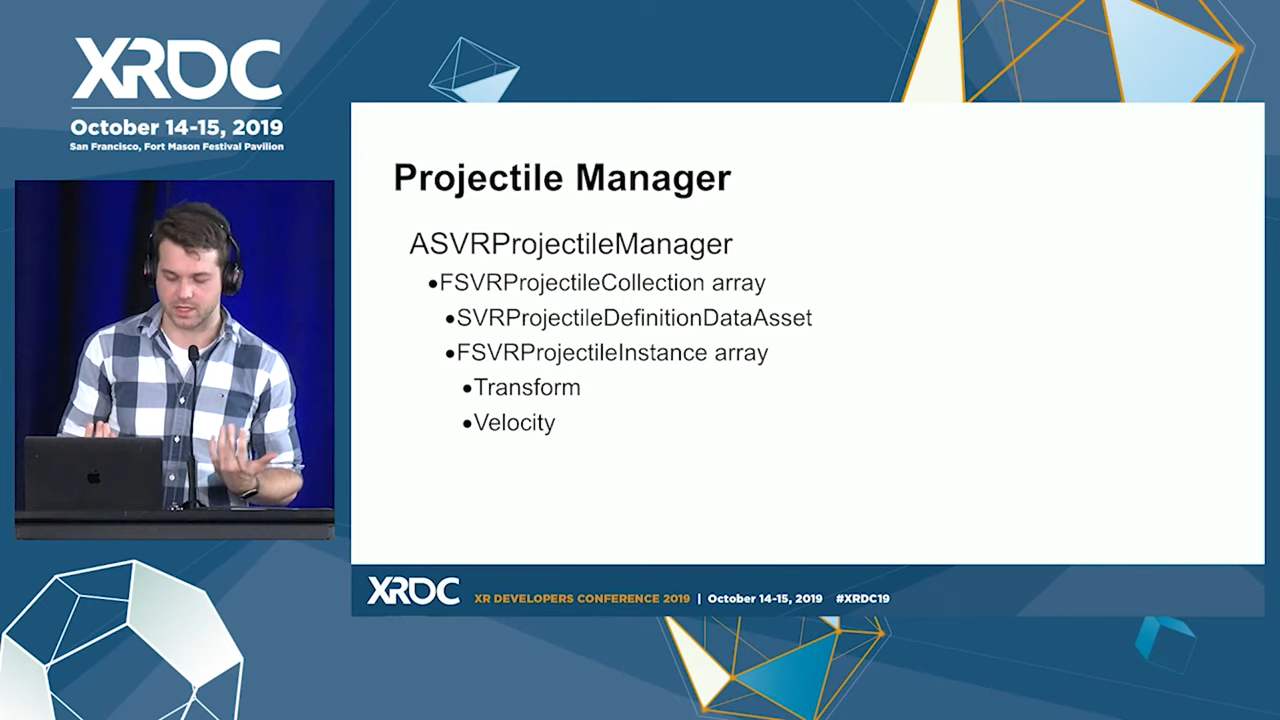 XRDC
October 14-15, 2019
San Francisco, Fort Mason Festival Pavilion
Projectile Manager
ASVRProjectileManager
•FSVRProjectileCollection array
•SVRProjectileDefinitionDataAsset
•FSVRProjectileInstance array
•Transform
•Velocity
XRDC XR DEVELOPERS CONFERENCE 2019 | October 14-15, 2019 #XRDC19